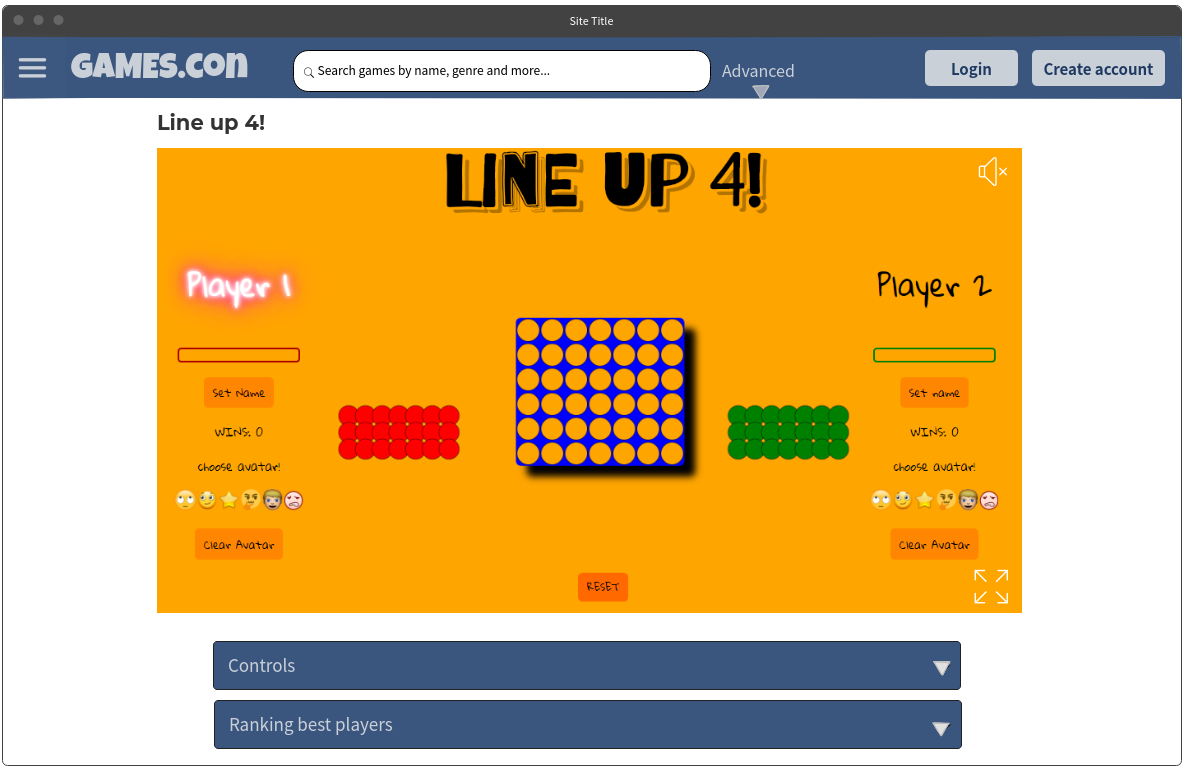 Site Title
GAMES.CON
Search games by name, genre and more...
Advanced
Login
Create account
Line up 4!
LINE UP 4!
Player 1
Player 2
Set Name
Set name
WINS: 0
WINS: 0
choose avatar!
choose avatar!
Clear Avatar
Clear Avatar
RESET
Controls
Ranking best players